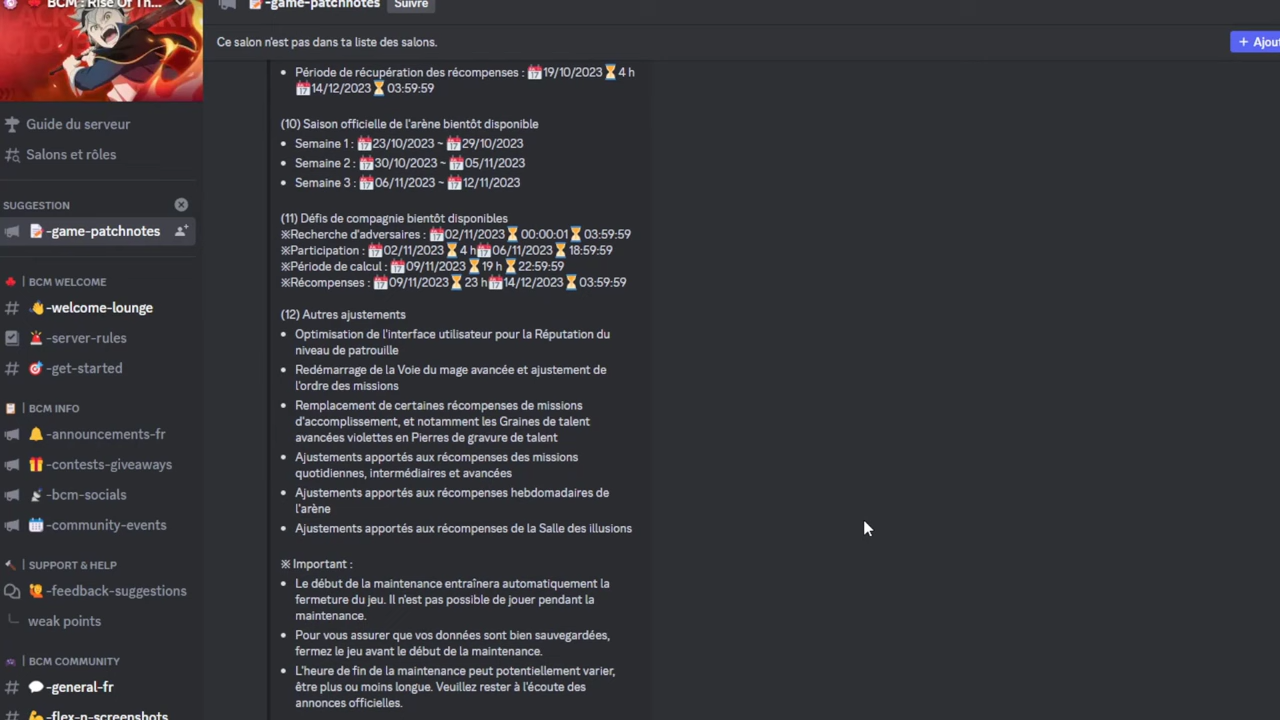 BCM : Rise Of Th...
-game-patchnotes
Suivre
Ce salon n'est pas dans ta liste des salons.
+ Ajou
Guide du serveur
Salons et rôles
SUGGESTION
-game-patchnotes
| BCM WELCOME
-welcome-lounge
-server-rules
-get-started
| BCM INFO
-announcements-fr
-contests-giveaways
-bcm-socials
-community-events
| SUPPORT & HELP
-feedback-suggestions
weak points
| BCM COMMUNITY
-general-fr
-flex-n-screenshots
• Période de récupération des récompenses : 📅19/10/2023⏳4 h
📅14/12/2023⏳03:59:59
(10) Saison officielle de l'arène bientôt disponible
• Semaine 1 : 📅23/10/2023 ~ 📅29/10/2023
• Semaine 2 : 📅30/10/2023 ~ 📅05/11/2023
• Semaine 3 : 📅06/11/2023 ~ 📅12/11/2023
(11) Défis de compagnie bientôt disponibles
※Recherche d'adversaires : 📅02/11/2023⏳ 00:00:01⏳ 03:59:59
※Participation : 📅02/11/2023⏳4 h📅06/11/2023⏳18:59:59
※Période de calcul : 📅09/11/2023⏳19 h⏳22:59:59
※Récompenses : 📅09/11/2023⏳23 h📅14/12/2023⏳03:59:59
(12) Autres ajustements
• Optimisation de l'interface utilisateur pour la Réputation du
niveau de patrouille
• Redémarrage de la Voie du mage avancée et ajustement de
l'ordre des missions
• Remplacement de certaines récompenses de missions
d'accomplissement, et notamment les Graines de talent
avancées violettes en Pierres de gravure de talent
• Ajustements apportés aux récompenses des missions
quotidiennes, intermédiaires et avancées
• Ajustements apportés aux récompenses hebdomadaires de
l'arène
• Ajustements apportés aux récompenses de la Salle des illusions
※ Important :
• Le début de la maintenance entraînera automatiquement la
fermeture du jeu. Il n'est pas possible de jouer pendant la
maintenance.
• Pour vous assurer que vos données sont bien sauvegardées,
fermez le jeu avant le début de la maintenance.
• L'heure de fin de la maintenance peut potentiellement varier,
être plus ou moins longue. Veuillez rester à l'écoute des
annonces officielles.